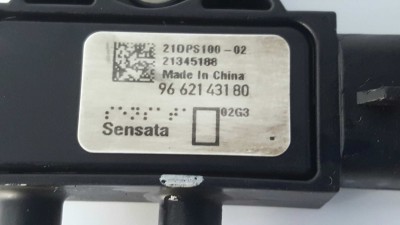 21DPS100-02
21345188
Made in China
96 621 431 80
02G3
Sensata